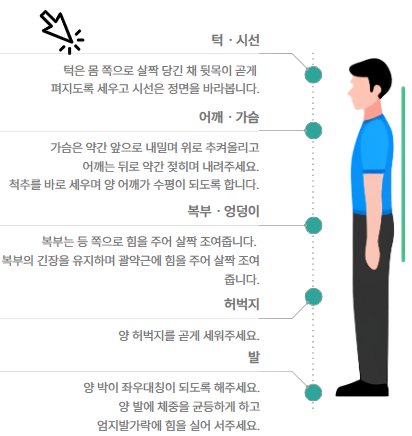 턱 · 시선
턱은 몸 쪽으로 살짝 당긴 채 뒷목이 곧게
펴지도록 세우고 시선은 정면을 바라봅니다.
어깨 · 가슴
가슴은 약간 앞으로 내밀며 위로 추켜올리고
어깨는 뒤로 약간 젖히며 내려주세요.
척추를 바로 세우며 양 어깨가 수평이 되도록 합니다.
복부 · 엉덩이
복부는 등 쪽으로 힘을 주어 살짝 조여줍니다.
복부의 긴장을 유지하며 괄약근에 힘을 주어 살짝 조여
줍니다.
허벅지
양 허벅지를 곧게 세워주세요.
발
양 박이 좌우대칭이 되도록 해주세요.
양 발에 체중을 균등하게 하고
엄지발가락에 힘을 실어 서주세요.